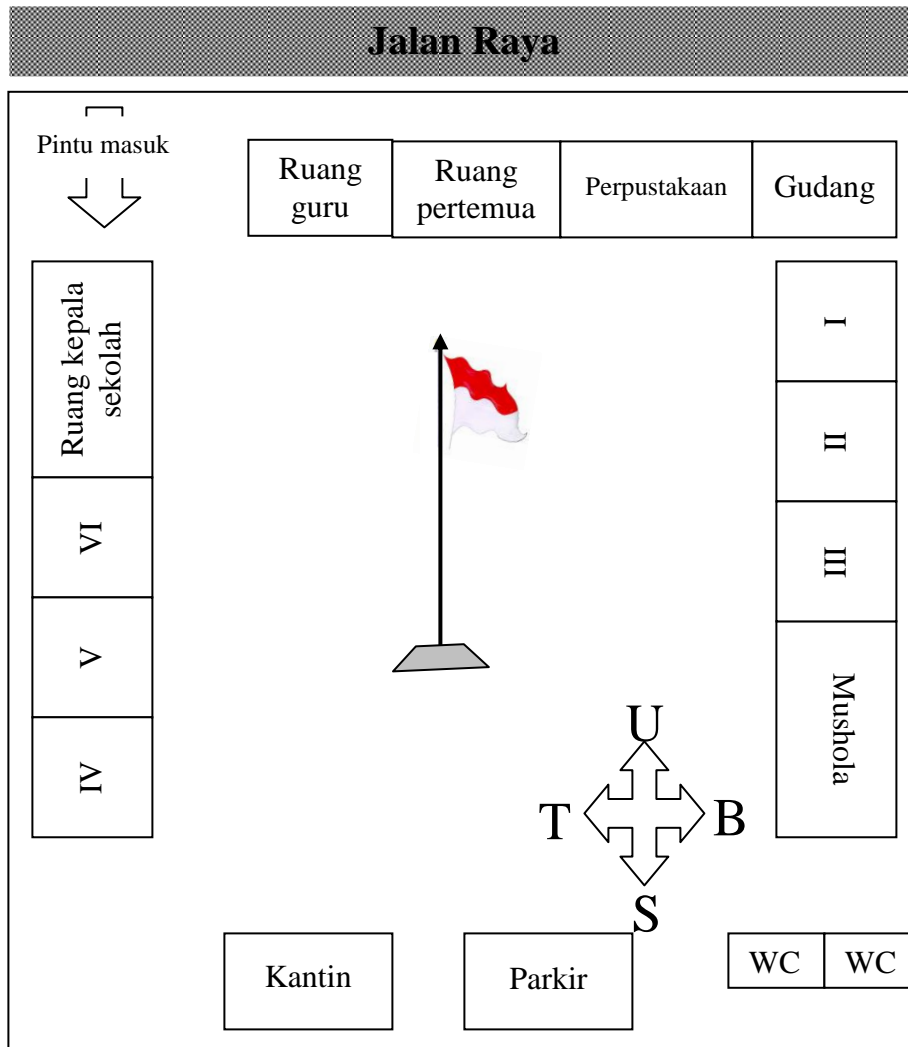 Jalan Raya
Pintu masuk
Ruang
guru
Ruang
pertemua
Perpustakaan
Gudang
Ruang kepala
sekolah
VI
V
IV
I
II
III
Mushola
U
T
B
S
Kantin
Parkir
WC
WC